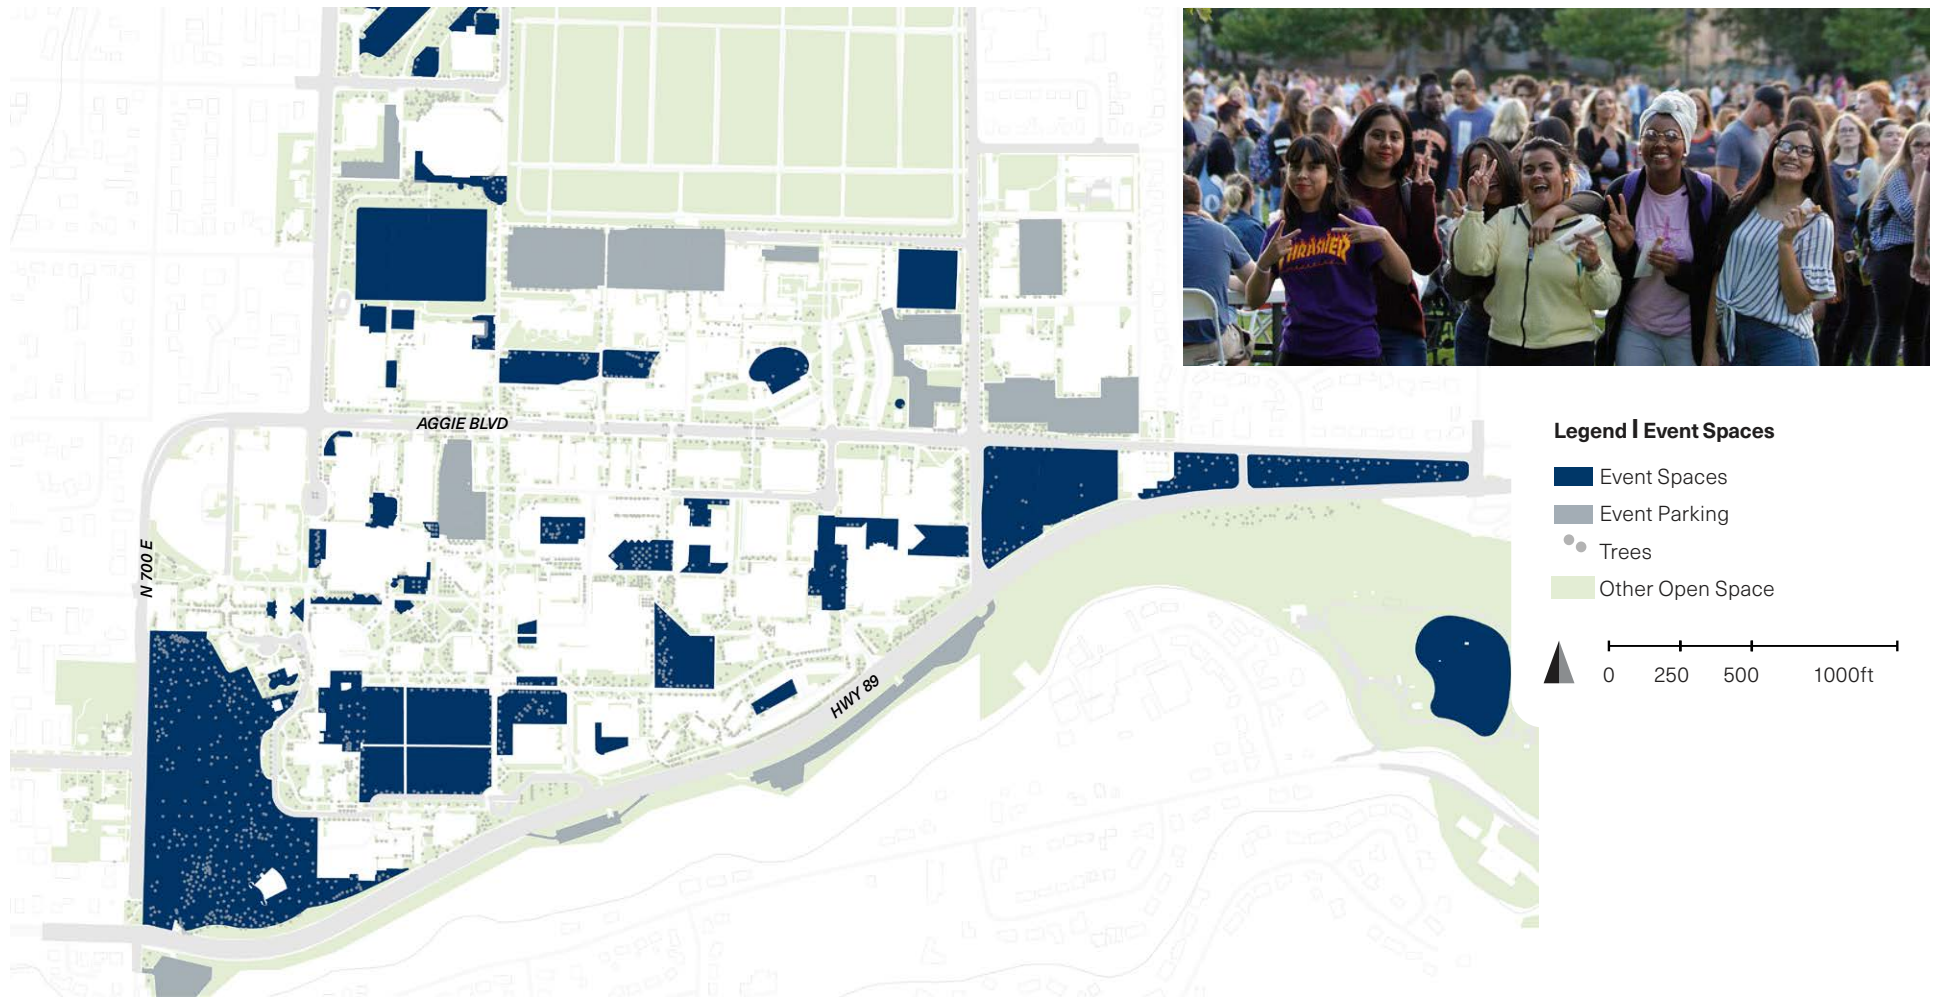 AGGIE BLVD
N 700 E
HWY 89
THRASHER
Legend | Event Spaces
Event Spaces
Event Parking
Trees
Other Open Space
0 250 500 1000ft